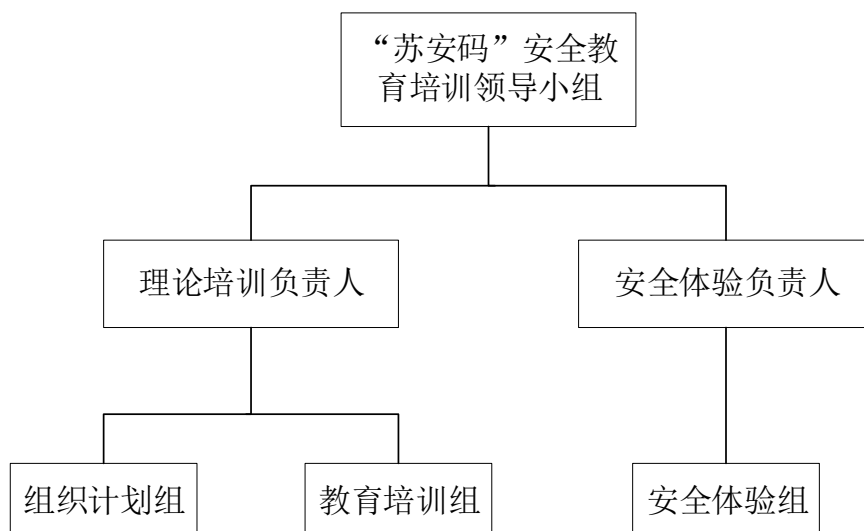 “苏安码”安全教
育培训领导小组
理论培训负责人
安全体验负责人
组织计划组
教育培训组
安全体验组